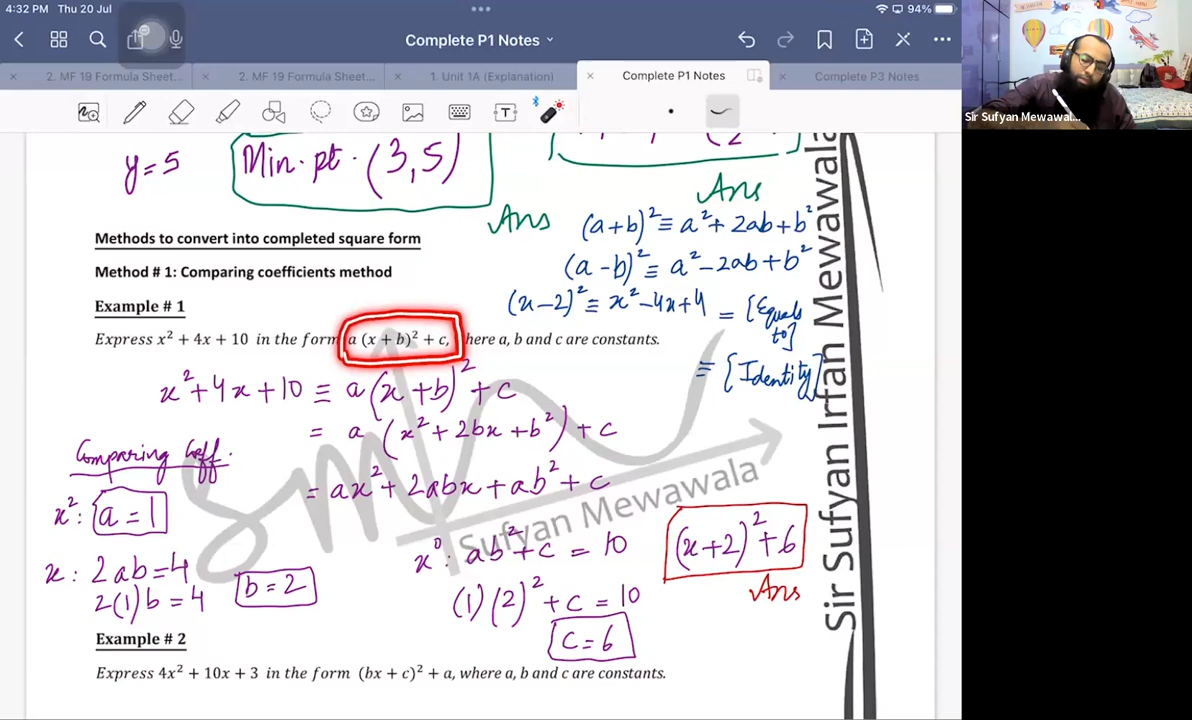 4:32 PM Thu 20 Jul
94%
Complete P1 Notes
2. MF 19 Formula Sheet...
2. MF 19 Formula Sheet...
1. Unit 1A (Explanation)
Complete P1 Notes
Complete P3 Notes
Sir Sufyan Mewawal...
y = 5
Min. pt. (3,5)
Ans
Ans
Methods to convert into completed square form
(a+b)² ≡ a² + 2ab + b²
Method # 1: Comparing coefficients method
(a-b)² ≡ a² - 2ab + b²
Example # 1
(x-2)² ≡ x² - 4x + 4
= [Equals to]
Express x² + 4x + 10 in the form a (x + b)² + c, here a, b and c are constants.
≡ [Identity]
x² + 4x + 10 ≡ a(x+b)² + c
= a(x² + 2bx + b²) + c
Comparing Coeff.
= ax² + 2abx + ab² + c
x² : a = 1
x⁰ : ab² + c = 10
(x+2)² + 6
Ans
x : 2ab = 4
2(1)b = 4
b = 2
(1)(2)² + c = 10
c = 6
Example # 2
Express 4x² + 10x + 3 in the form (bx + c)² + a, where a, b and c are constants.
Sufyan Mewawala
Sir Sufyan Irfan Mewawala